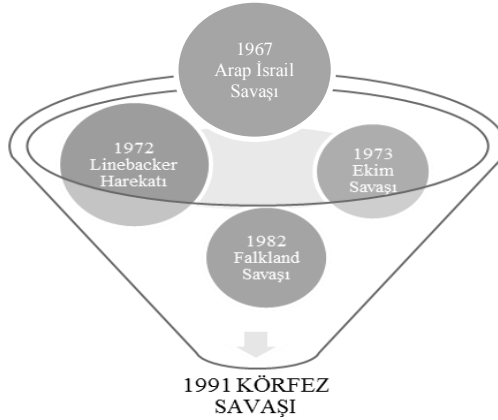 1967
Arap İsrail
Savaşı
1972
Linebacker
Harekatı
1973
Ekim
Savaşı
1982
Falkland
Savaşı
1991 KÖRFEZ
SAVAŞI